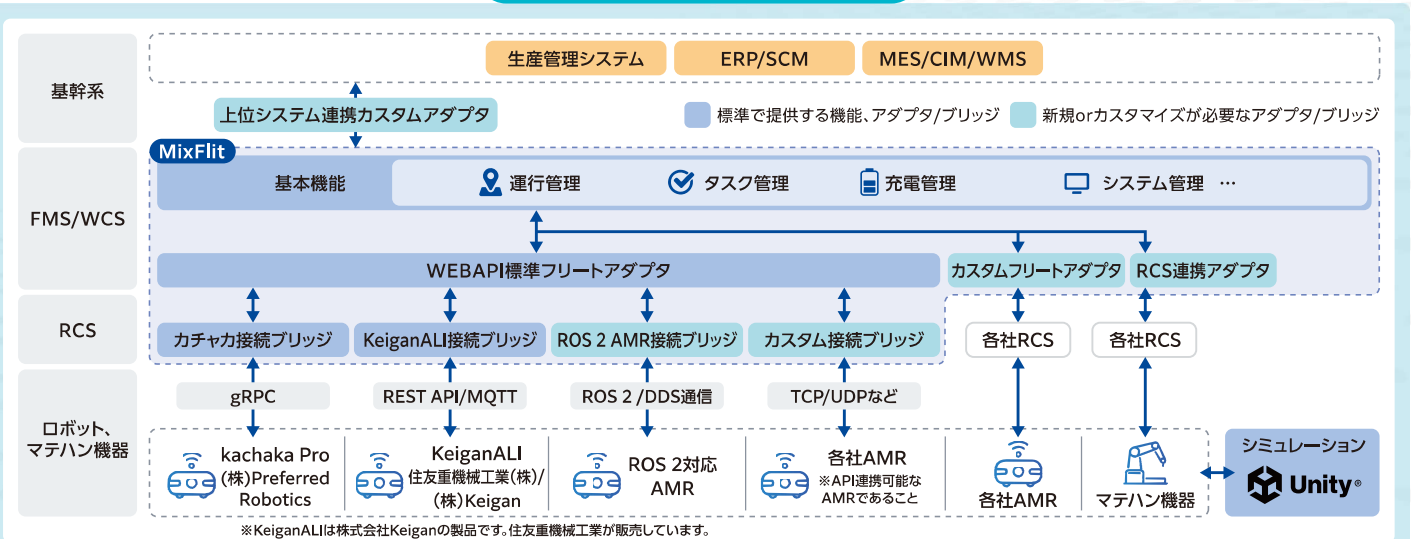 基幹系
生産管理システム
ERP/SCM
MES/CIM/WMS
上位システム連携カスタムアダプタ
標準で提供する機能、アダプタ/ブリッジ
新規orカスタマイズが必要なアダプタ/ブリッジ
FMS/WCS
MixFlit
基本機能
運行管理
タスク管理
充電管理
システム管理 …
WEBAPI標準フリートアダプタ
カスタムフリートアダプタ
RCS連携アダプタ
RCS
カチャカ接続ブリッジ
KeiganALI接続ブリッジ
ROS 2 AMR接続ブリッジ
カスタム接続ブリッジ
各社RCS
各社RCS
gRPC
REST API/MQTT
ROS 2 /DDS通信
TCP/UDPなど
ロボット、
マテハン機器
kachaka Pro
(株)Preferred
Robotics
KeiganALI
住友重機械工業(株)/
(株)Keigan
ROS 2対応
AMR
各社AMR
※API連携可能な
AMRであること
各社AMR
マテハン機器
シミュレーション
Unity®
※KeiganALIは株式会社Keiganの製品です。住友重機械工業が販売しています。